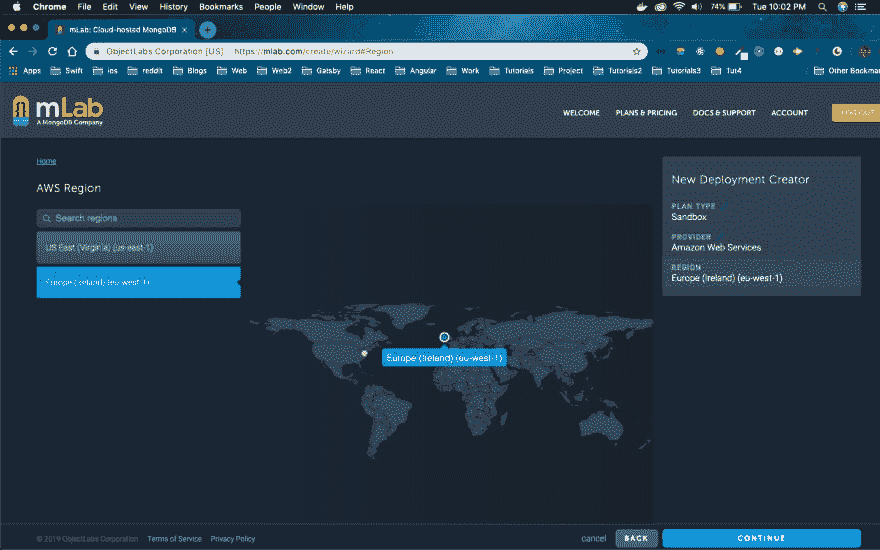 Chrome File Edit View History Bookmarks People Window Help 74% Tue 10:02 PM
mLab: Cloud-hosted MongoDB
ObjectLabs Corporation [US] https://mlab.com/create/wizard#Region
Apps Swift ios reddit Blogs Web Web2 Gatsby React Angular Work Tutorials Project Tutorials2 Tutorials3 Tut4 Other Bookmar
mLab
A MongoDB Company
WELCOME PLANS & PRICING DOCS & SUPPORT ACCOUNT
Home
AWS Region
Search regions
US East (Virginia) (us-east-1)
Europe (Ireland) (eu-west-1)
Europe (Ireland) (eu-west-1)
New Deployment Creator
PLAN TYPE
Sandbox
PROVIDER
Amazon Web Services
REGION
Europe (Ireland) (eu-west-1)
© 2019 ObjectLabs Corporation Terms of Service Privacy Policy
cancel BACK CONTINUE